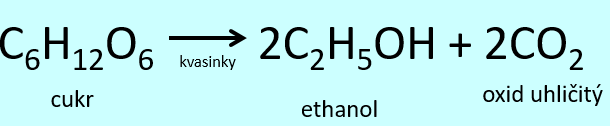 C₆H₁₂O₆ ⟶ 2C₂H₅OH + 2CO₂
kvasinky
cukr
ethanol
oxid uhličitý